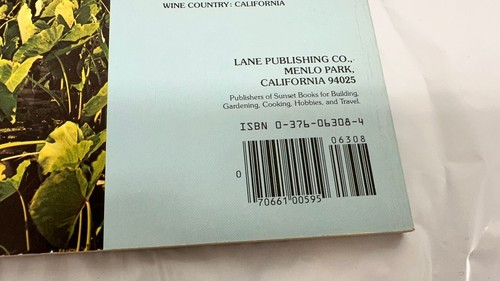 WINE COUNTRY: CALIFORNIA
LANE PUBLISHING CO.,
MENLO PARK,
CALIFORNIA 94025
Publishers of Sunset Books for Building,
Gardening, Cooking, Hobbies, and Travel.
ISBN 0-376-06308-4
06308
0
70661 00595